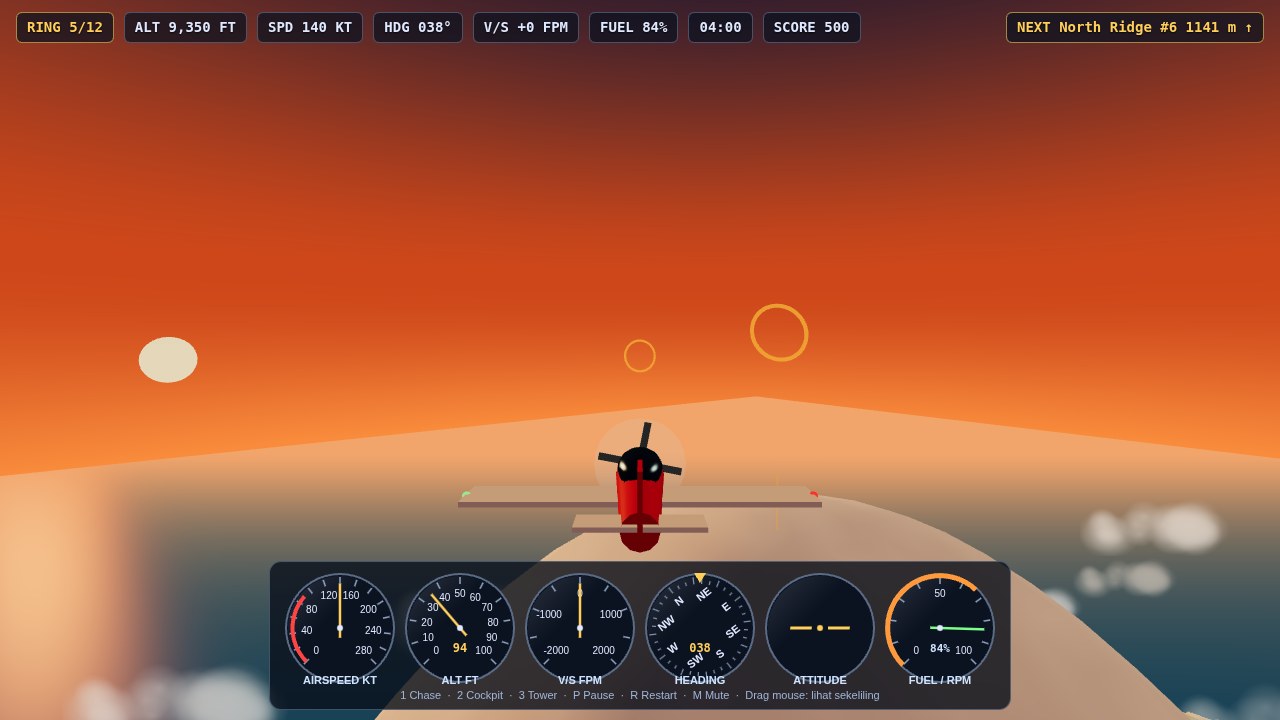 RING 5/12
ALT 9,350 FT
SPD 140 KT
HDG 038°
V/S +0 FPM
FUEL 84%
04:00
SCORE 500
NEXT North Ridge #6 1141 m ↑
0 40 80 120 160 200 240 280
AIRSPEED KT
0 10 20 30 40 50 60 70 80 90 100
94
ALT FT
-2000 -1000 0 1000 2000
V/S FPM
N NE E SE S SW W NW
038
HEADING
ATTITUDE
0 50 100
84%
FUEL / RPM
1 Chase · 2 Cockpit · 3 Tower · P Pause · R Restart · M Mute · Drag mouse: lihat sekeliling